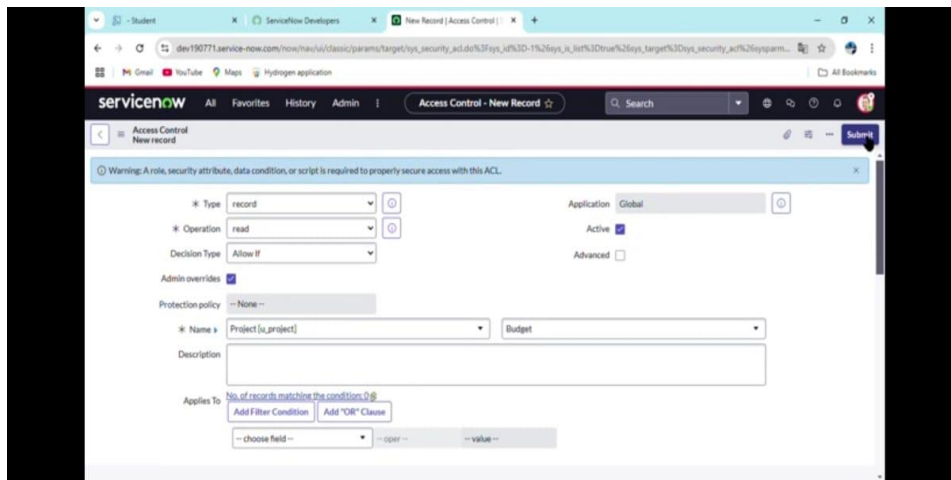 - Student
ServiceNow Developers
New Record | Access Control |
dev190771.service-now.com/now/nav/ui/classic/params/target/sys_security_acl.do%3Fsys_id%3D-1%26sys_is_list%3Dtrue%26sys_target%3Dsys_security_acl%26sysparm...
Gmail YouTube Maps Hydrogen application All Bookmarks
servicenow All Favorites History Admin Access Control - New Record Search
Access Control
New record
Submit
Warning: A role, security attribute, data condition, or script is required to properly secure access with this ACL.
* Type record Application Global
* Operation read Active
Decision Type Allow If Advanced
Admin overrides
Protection policy -- None --
* Name Project [u_project] Budget
Description
Applies To No. of records matching the condition: 0
Add Filter Condition Add "OR" Clause
-- choose field -- -- oper -- -- value --